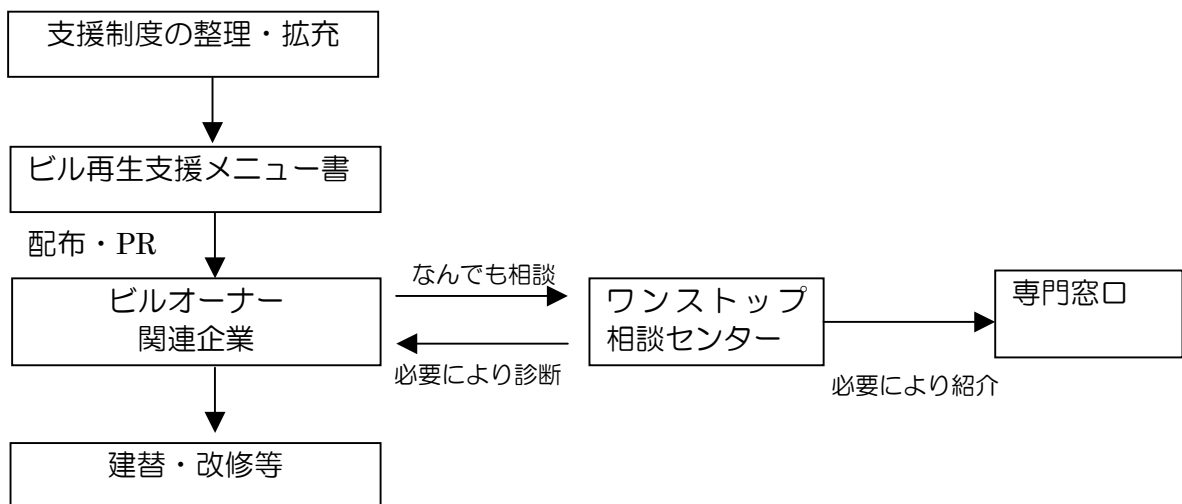 支援制度の整理・拡充
ビル再生支援メニュー書
配布・PR
ビルオーナー
関連企業
なんでも相談
必要により診断
ワンストップ
相談センター
必要により紹介
専門窓口
建替・改修等